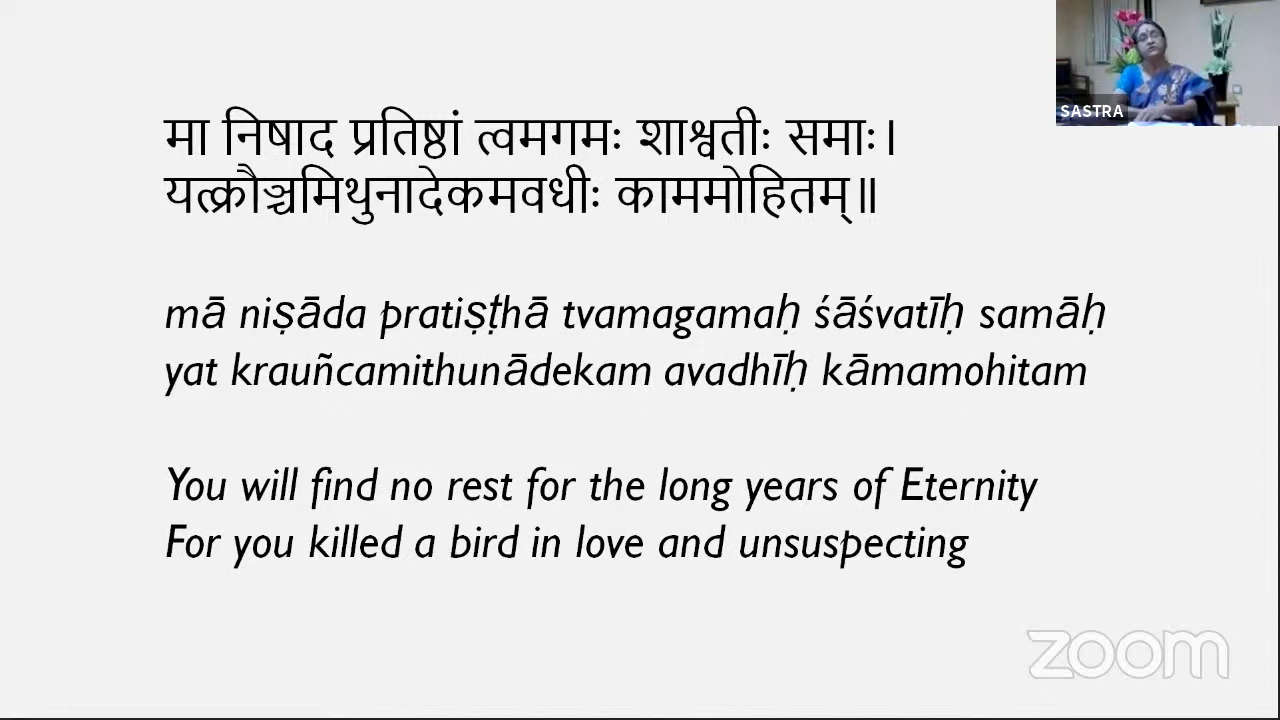 SASTRA
मा निषाद प्रतिष्ठां त्वमगमः शाश्वतीः समाः।
यत्क्रौञ्चमिथुनादेकमवधीः काममोहितम्॥
mā niṣāda pratiṣṭhā tvamagamaḥ śāśvatīḥ samāḥ
yat krauñcamithunādekam avadhīḥ kāmamohitam
You will find no rest for the long years of Eternity
For you killed a bird in love and unsuspecting
zoom